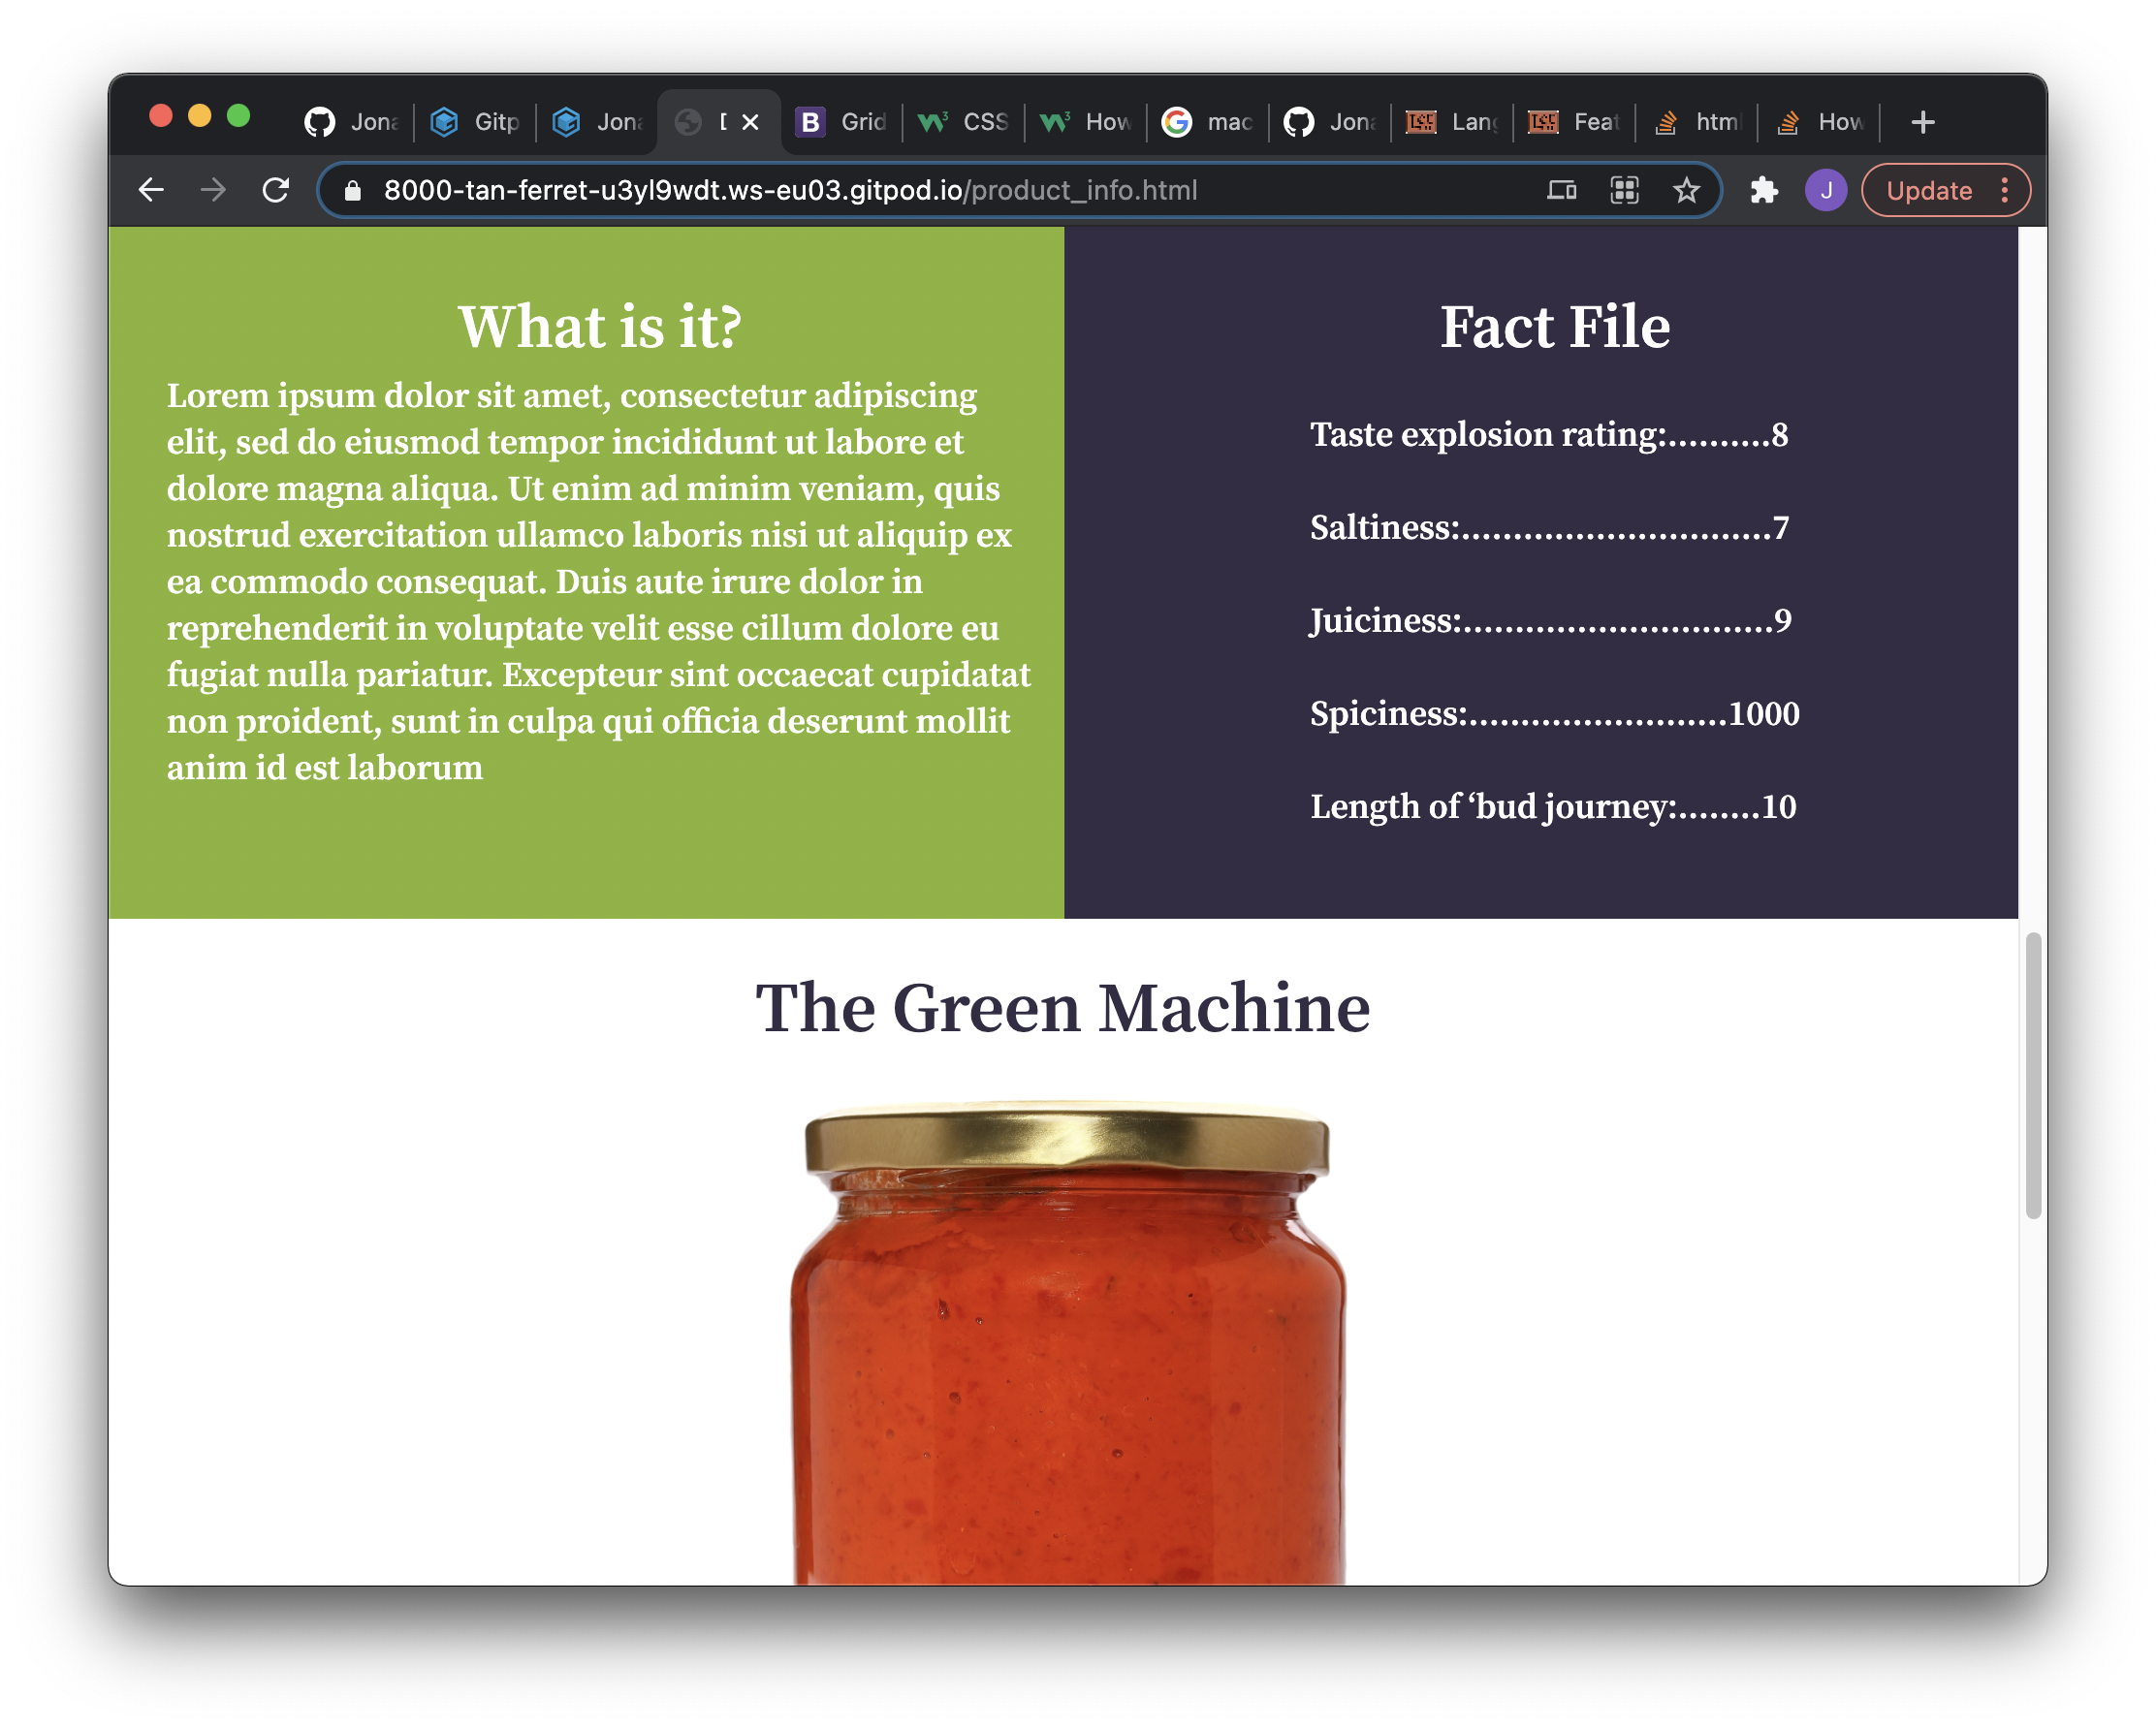 Jona
Gitp
Jona
Grid
CSS
How
mac
Jona
Lang
Feat
html
How
8000-tan-ferret-u3yl9wdt.ws-eu03.gitpod.io/product_info.html
J
Update
What is it?
Lorem ipsum dolor sit amet, consectetur adipiscing
elit, sed do eiusmod tempor incididunt ut labore et
dolore magna aliqua. Ut enim ad minim veniam, quis
nostrud exercitation ullamco laboris nisi ut aliquip ex
ea commodo consequat. Duis aute irure dolor in
reprehenderit in voluptate velit esse cillum dolore eu
fugiat nulla pariatur. Excepteur sint occaecat cupidatat
non proident, sunt in culpa qui officia deserunt mollit
anim id est laborum
Fact File
Taste explosion rating:..........8
Saltiness:..............................7
Juiciness:..............................9
Spiciness:.........................1000
Length of ‘bud journey:........10
The Green Machine